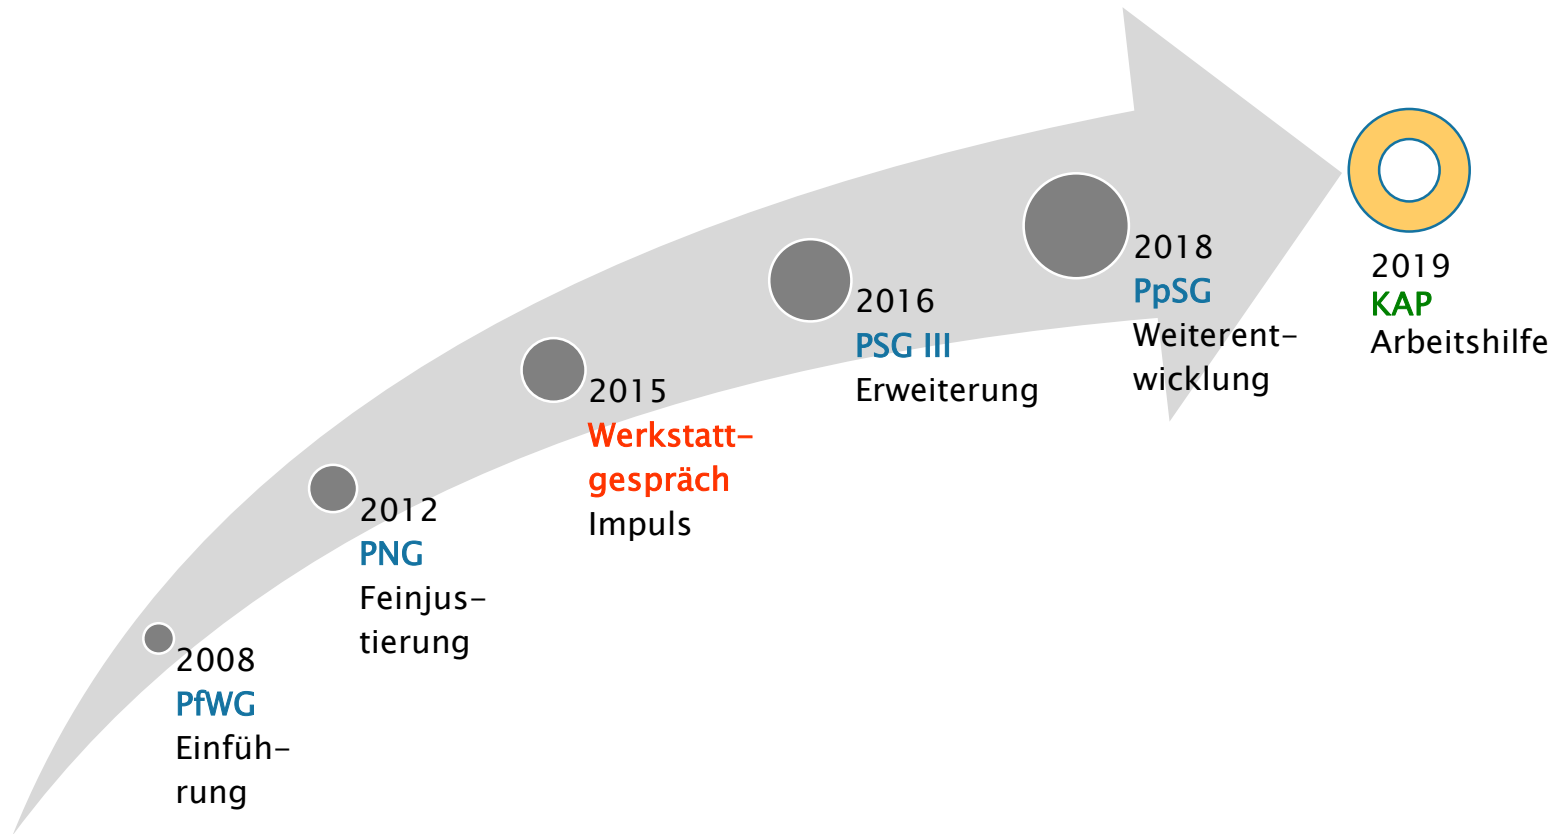 2008
PfWG
Einfüh-
rung
2012
PNG
Feinjus-
tierung
2015
Werkstatt-
gespräch
Impuls
2016
PSG III
Erweiterung
2018
PpSG
Weiterent-
wicklung
2019
KAP
Arbeitshilfe